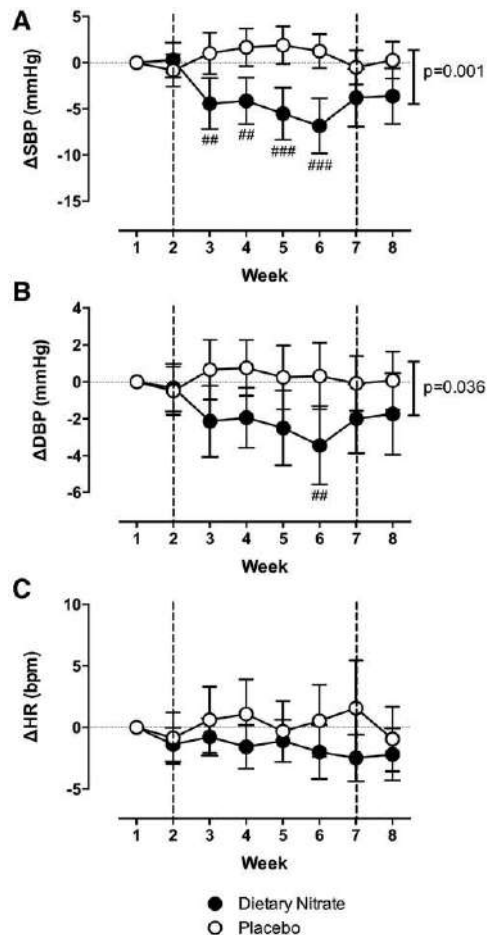 A
ΔSBP (mmHg)
5
0
-5
-10
-15
## ## ### ###
p=0.001
1 2 3 4 5 6 7 8
Week
B
ΔDBP (mmHg)
4
2
0
-2
-4
-6
##
p=0.036
1 2 3 4 5 6 7 8
Week
C
ΔHR (bpm)
10
5
0
-5
1 2 3 4 5 6 7 8
Week
Dietary Nitrate
Placebo